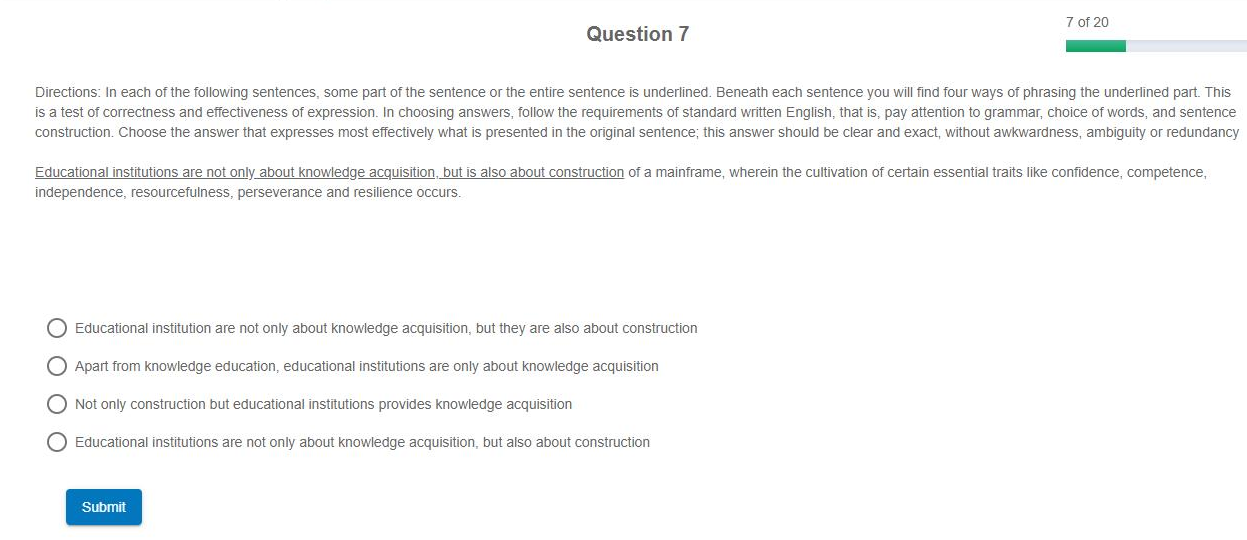 7 of 20
Question 7
Directions: In each of the following sentences, some part of the sentence or the entire sentence is underlined. Beneath each sentence you will find four ways of phrasing the underlined part. This
is a test of correctness and effectiveness of expression. In choosing answers, follow the requirements of standard written English, that is, pay attention to grammar, choice of words, and sentence
construction. Choose the answer that expresses most effectively what is presented in the original sentence; this answer should be clear and exact, without awkwardness, ambiguity or redundancy
Educational institutions are not only about knowledge acquisition, but is also about construction of a mainframe, wherein the cultivation of certain essential traits like confidence, competence,
independence, resourcefulness, perseverance and resilience occurs.
Educational institution are not only about knowledge acquisition, but they are also about construction
Apart from knowledge education, educational institutions are only about knowledge acquisition
Not only construction but educational institutions provides knowledge acquisition
Educational institutions are not only about knowledge acquisition, but also about construction
Submit